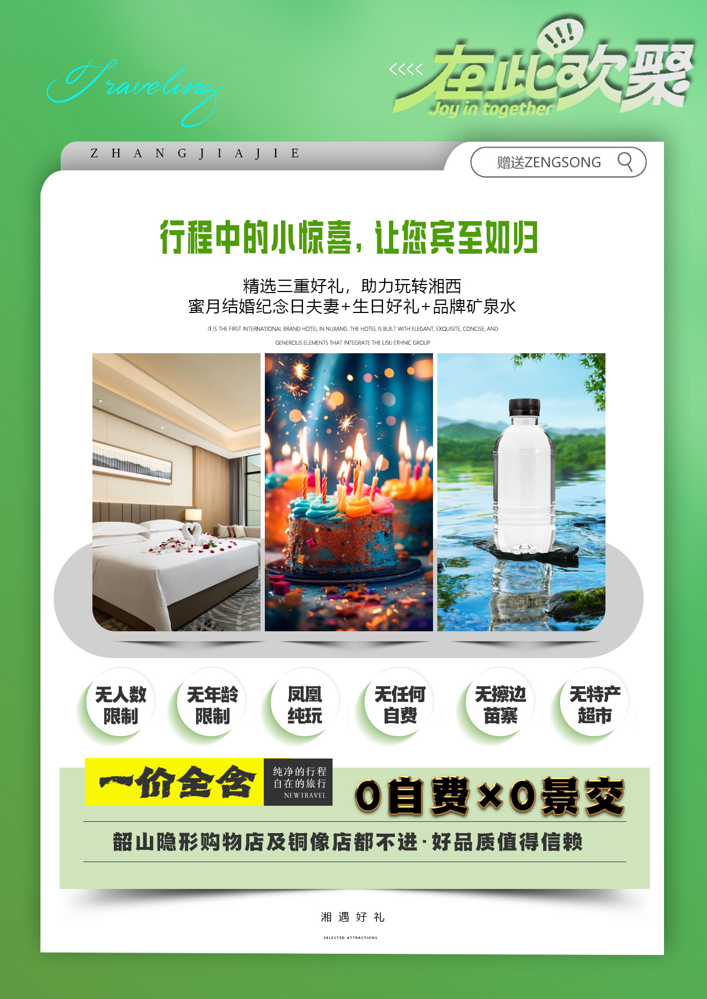 Traveling
<<<<
在此欢聚
!!!
Joy in together
ZHANGJIAJIE
赠送ZENGSONG
行程中的小惊喜，让您宾至如归
精选三重好礼，助力玩转湘西
蜜月结婚纪念日夫妻+生日好礼+品牌矿泉水
IT IS THE FIRST INTERNATIONAL BRAND HOTEL IN NUJIANG. THE HOTEL IS BUILT WITH ELEGANT, EXQUISITE, CONCISE, AND
GENEROUS ELEMENTS THAT INTEGRATE THE LISU ETHNIC GROUP
无人数
限制
无年龄
限制
凤凰
纯玩
无任何
自费
无擦边
苗寨
无特产
超市
一价全含
纯净的行程
自在的旅行
NEWTRAVEL
0自费×0景交
韶山隐形购物店及铜像店都不进·好品质值得信赖
湘遇好礼
SELECTED ATTRACTIONS